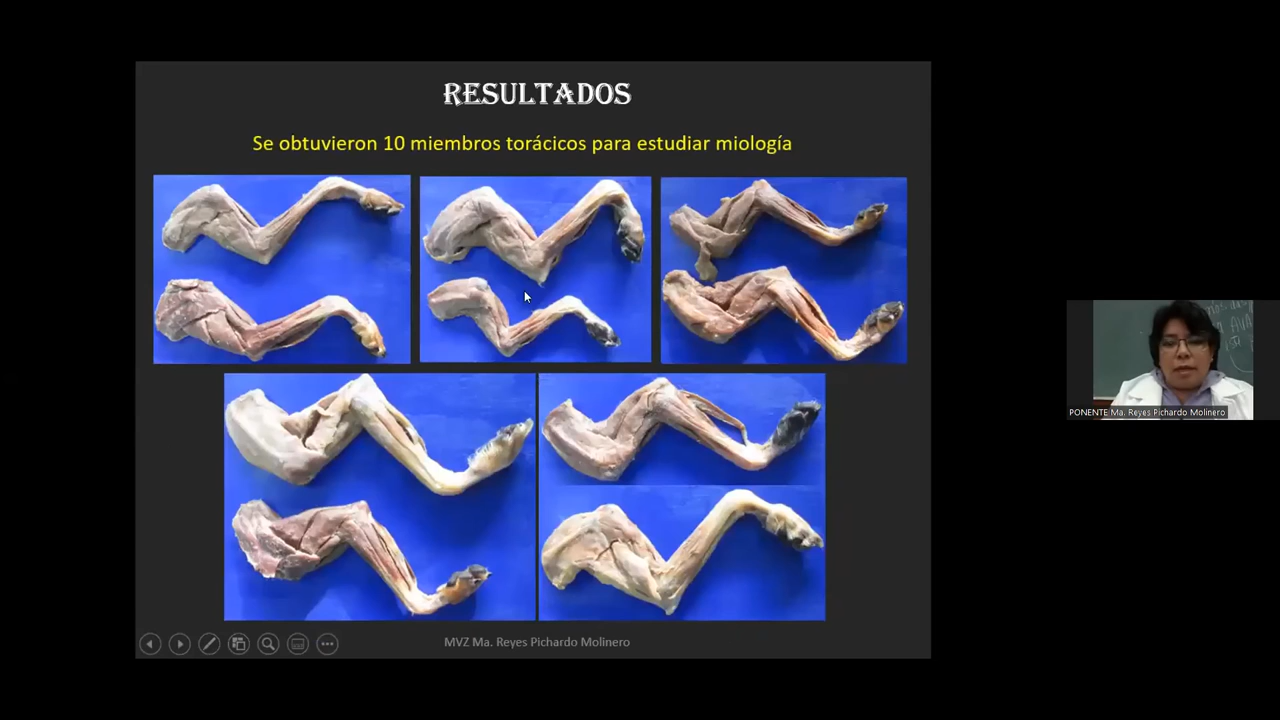 RESULTADOS
Se obtuvieron 10 miembros torácicos para estudiar miología
MVZ Ma. Reyes Pichardo Molinero
PONENTE Ma. Reyes Pichardo Molinero